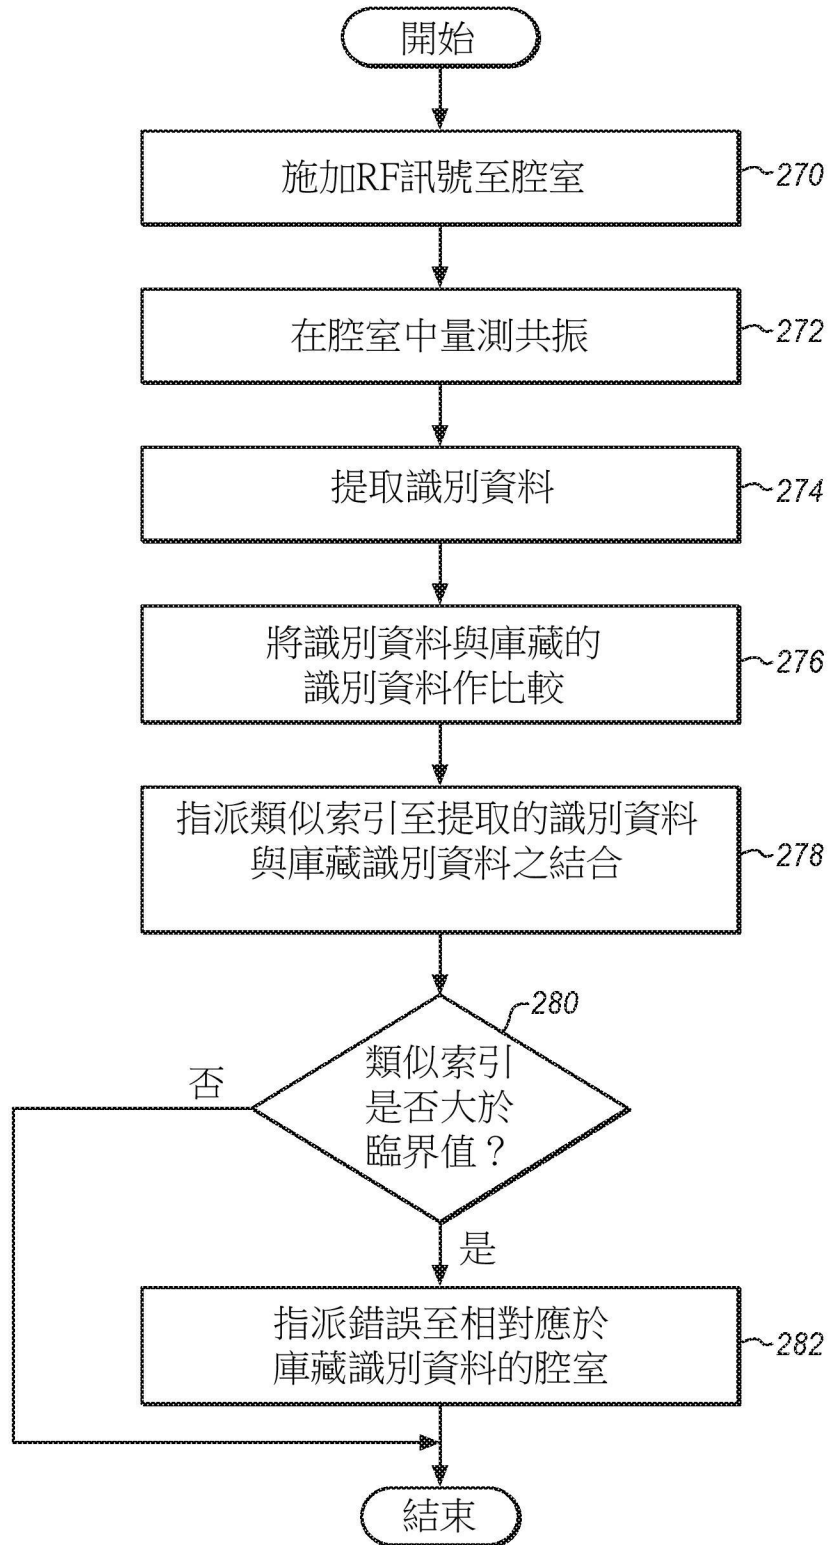 開始
施加RF訊號至腔室
270
在腔室中量測共振
272
提取識別資料
274
將識別資料與庫藏的
識別資料作比較
276
指派類似索引至提取的識別資料
與庫藏識別資料之結合
278
280
類似索引
是否大於
臨界值？
否
是
指派錯誤至相對應於
庫藏識別資料的腔室
282
結束